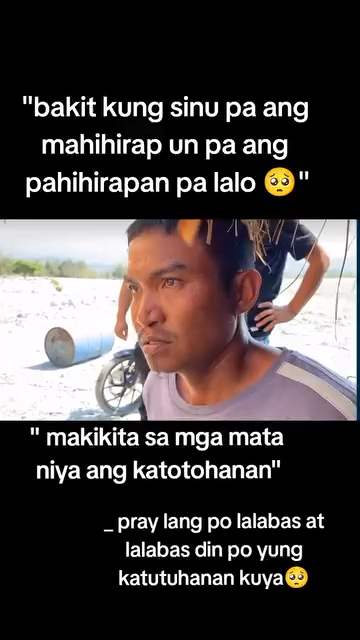 "bakit kung sinu pa ang
mahihirap un pa ang
pahihirapan pa lalo 🥺"
" makikita sa mga mata
niya ang katotohanan"
_ pray lang po lalabas at
lalabas din po yung
katutuhanan kuya🥺